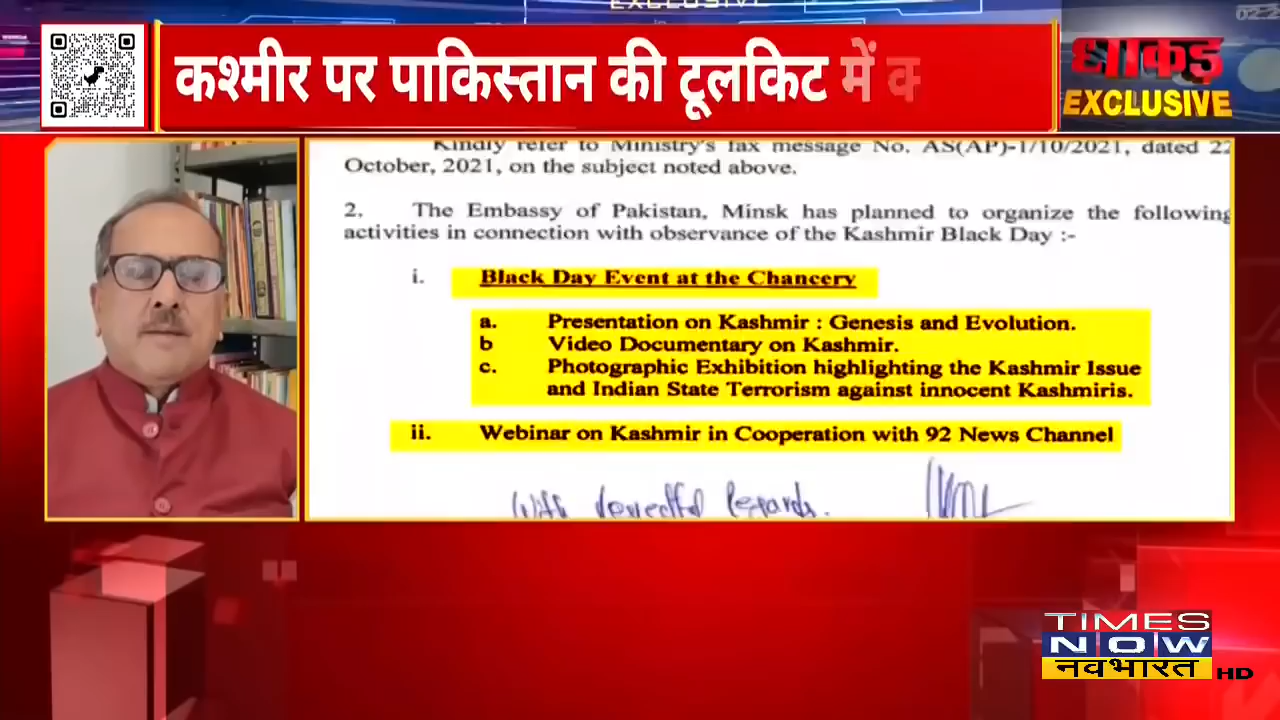 EXCLUSIVE
कश्मीर पर पाकिस्तान की टूलकिट में
धाकड़
EXCLUSIVE
Kindly refer to Ministry's fax message No. AS(AP)-1/10/2021, dated 22
October, 2021, on the subject noted above.
2. The Embassy of Pakistan, Minsk has planned to organize the following
activities in connection with observance of the Kashmir Black Day :-
i. Black Day Event at the Chancery
a. Presentation on Kashmir : Genesis and Evolution.
b Video Documentary on Kashmir.
c. Photographic Exhibition highlighting the Kashmir Issue
and Indian State Terrorism against innocent Kashmiris.
ii. Webinar on Kashmir in Cooperation with 92 News Channel
With Regards.
TIMES
NOW
नवभारत HD